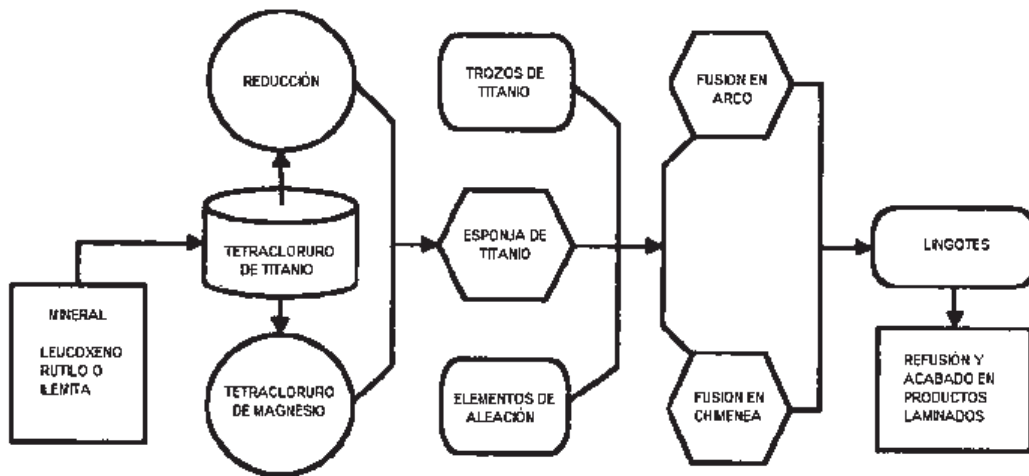 REDUCCIÓN
TETRACLORURO
DE TITANIO
MINERAL
LEUCOXENO
RUTILO O
ILEMITA
TETRACLORURO
DE MAGNESIO
TROZOS DE
TITANIO
ESPONJA DE
TITANIO
ELEMENTOS DE
ALEACIÓN
FUSION EN
ARCO
FUSION EN
CHIMENEA
LINGOTES
REFUSIÓN Y
ACABADO EN
PRODUCTOS
LAMINADOS